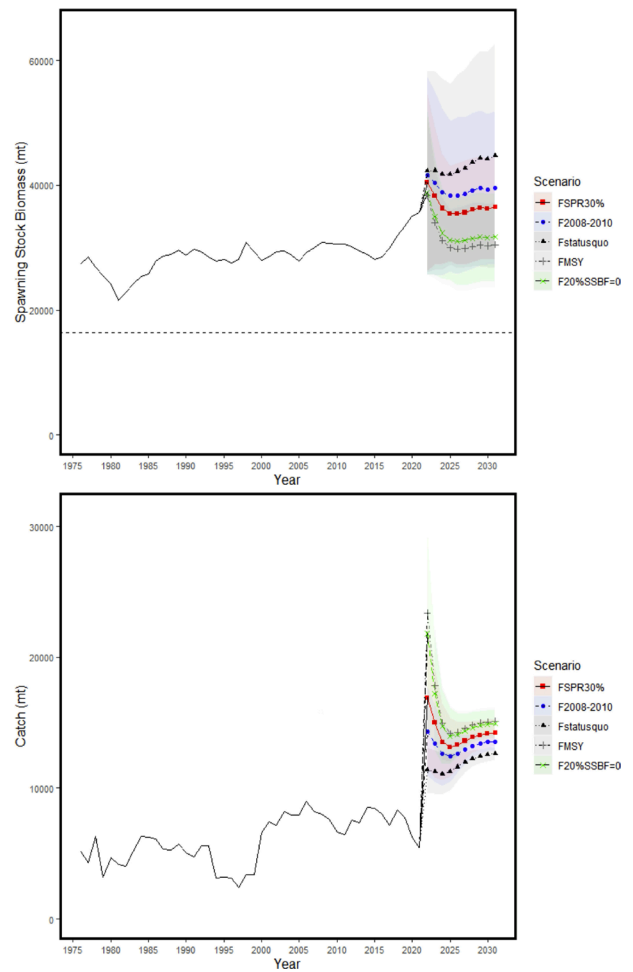 60000
40000
20000
0
Spawning Stock Biomass (mt)
1975 1980 1985 1990 1995 2000 2005 2010 2015 2020 2025 2030
Year
Scenario
FSPR30%
F2008-2010
Fstatusquo
FMSY
F20%SSBF=0
30000
20000
10000
0
Catch (mt)
1975 1980 1985 1990 1995 2000 2005 2010 2015 2020 2025 2030
Year
Scenario
FSPR30%
F2008-2010
Fstatusquo
FMSY
F20%SSBF=0